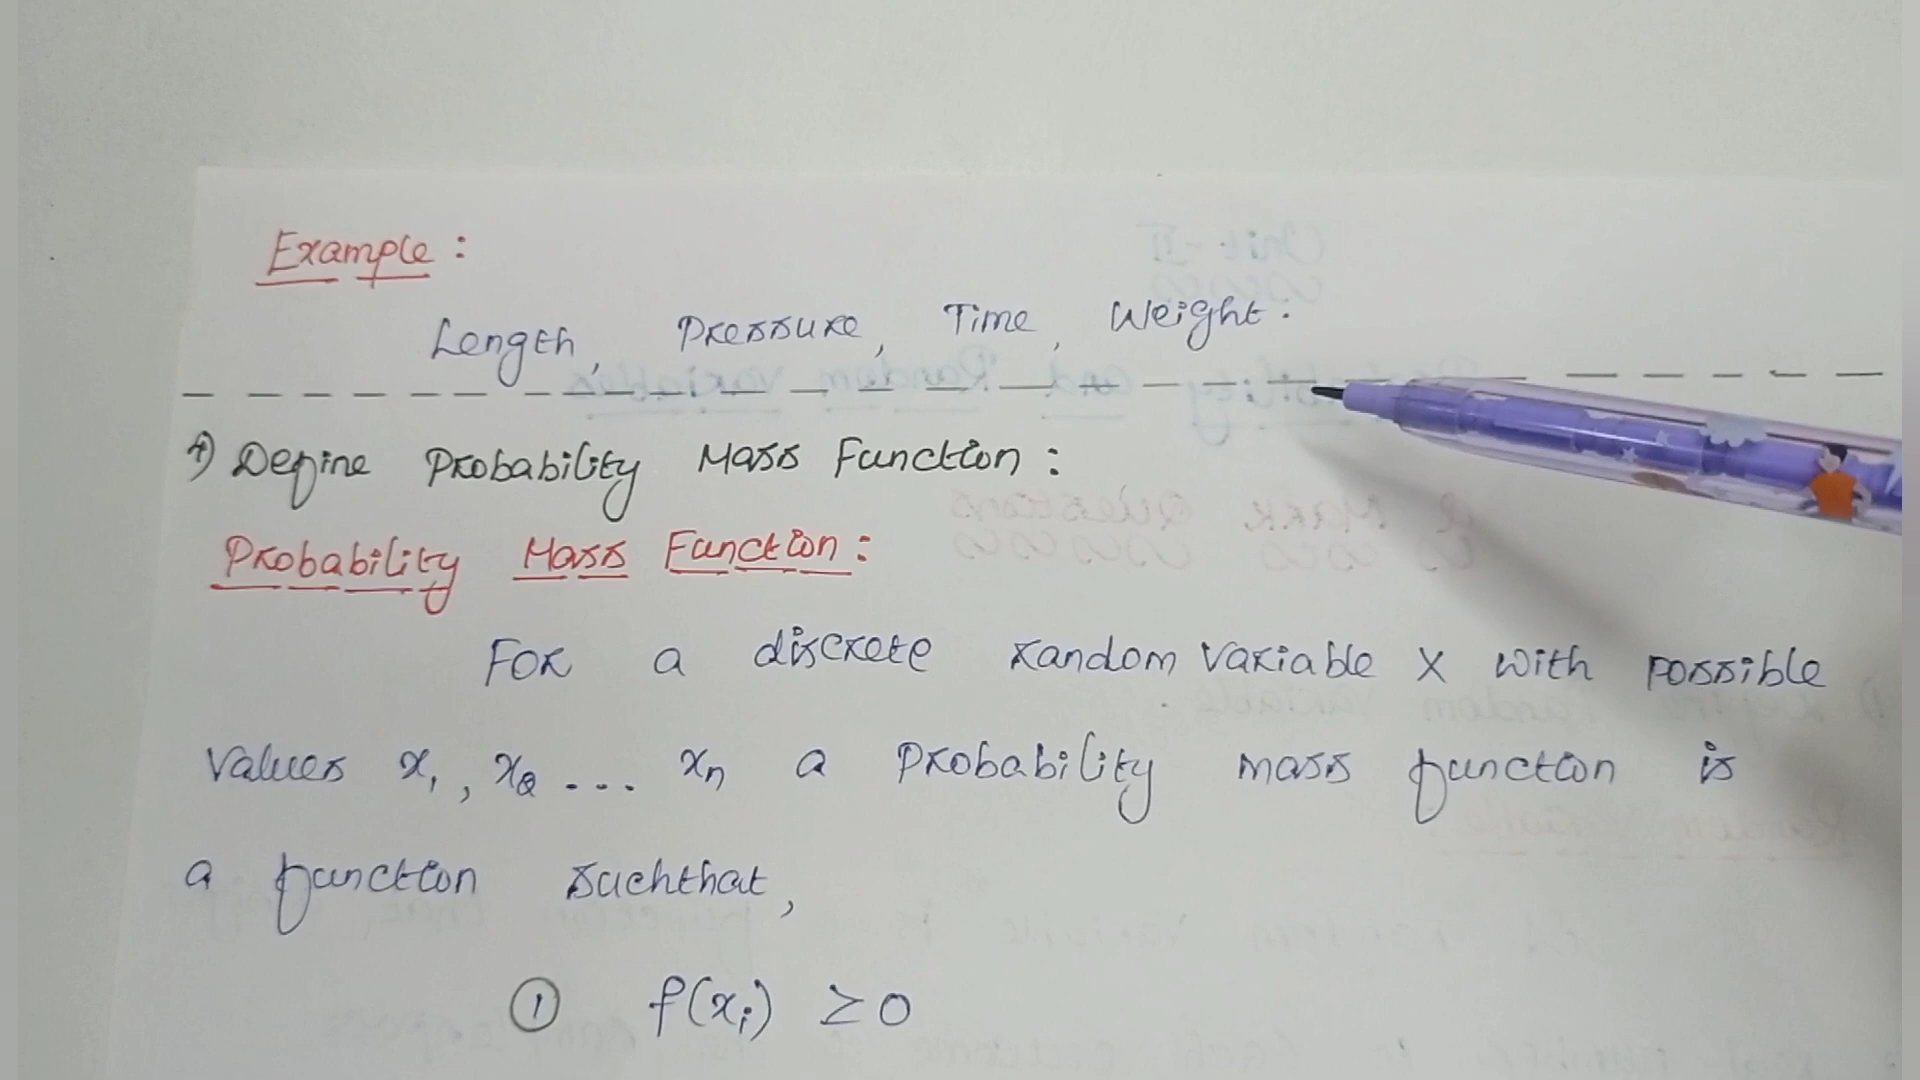 Example :
Length, Pressure, Time, Weight.
4) Define Probability Mass Function :
Probability Mass Function :
For a discrete random variable X with possible
values x₁, x₂ ... xₙ a probability mass function is
a function suchthat,
① f(xᵢ) ≥ 0